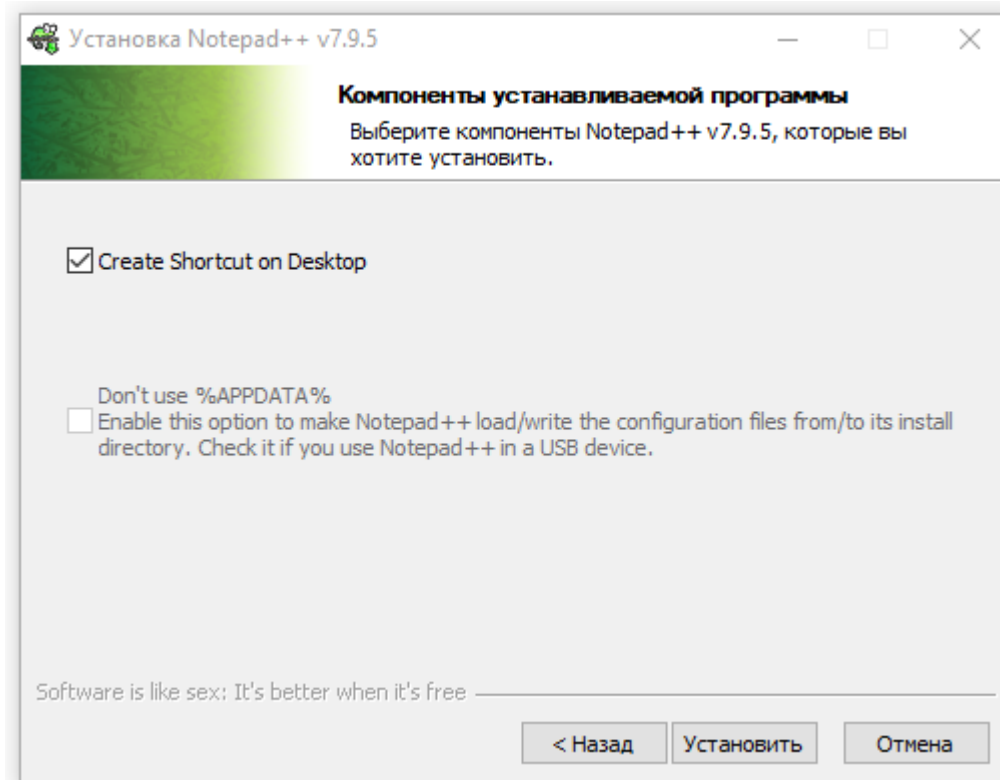 Установка Notepad++ v7.9.5
Компоненты устанавливаемой программы
Выберите компоненты Notepad++ v7.9.5, которые вы
хотите установить.
Create Shortcut on Desktop
Don't use %APPDATA%
Enable this option to make Notepad++ load/write the configuration files from/to its install
directory. Check it if you use Notepad++ in a USB device.
Software is like sex: It's better when it's free
< Назад
Установить
Отмена